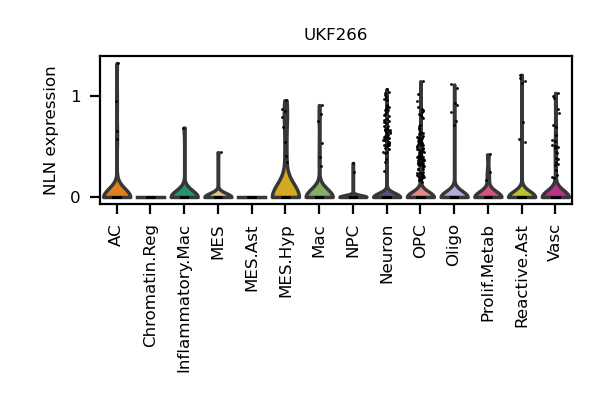 UKF266
NLN expression
1
0
AC
Chromatin.Reg
Inflammatory.Mac
MES
MES.Ast
MES.Hyp
Mac
NPC
Neuron
OPC
Oligo
Prolif.Metab
Reactive.Ast
Vasc